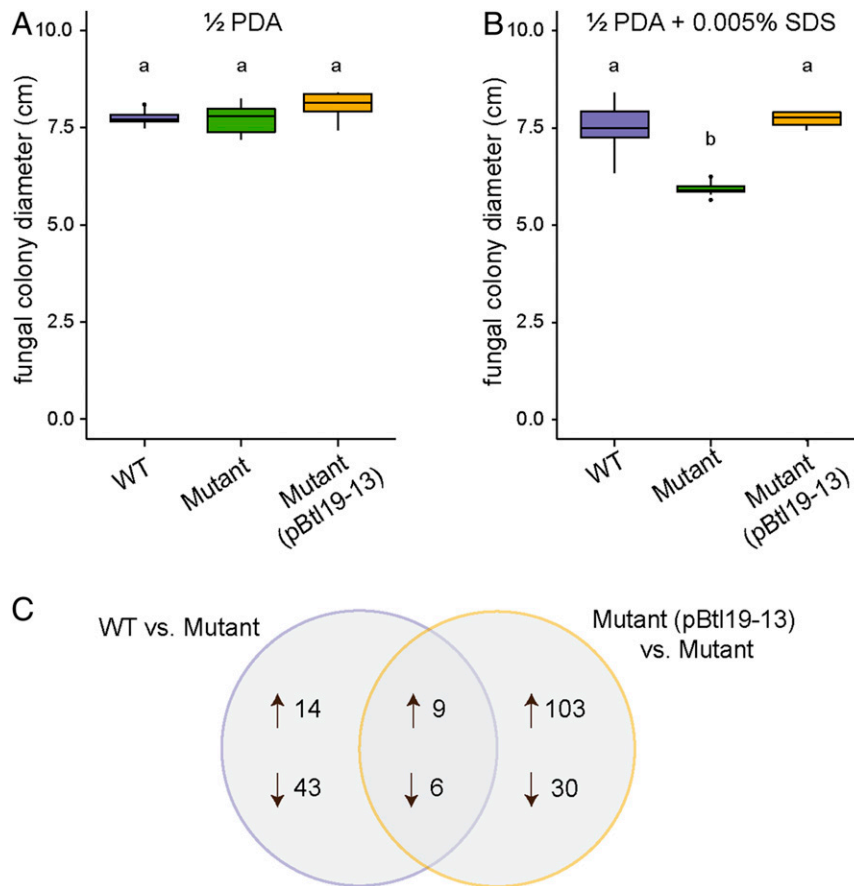 A
½ PDA
fungal colony diameter (cm)
10.0
7.5
5.0
2.5
0.0
a
a
a
WT
Mutant
Mutant
(pBtl19-13)
B
½ PDA + 0.005% SDS
fungal colony diameter (cm)
10.0
7.5
5.0
2.5
0.0
a
b
a
WT
Mutant
Mutant
(pBtl19-13)
C
WT vs. Mutant
Mutant (pBtl19-13)
vs. Mutant
↑ 14
↑ 9
↑ 103
↓ 43
↓ 6
↓ 30